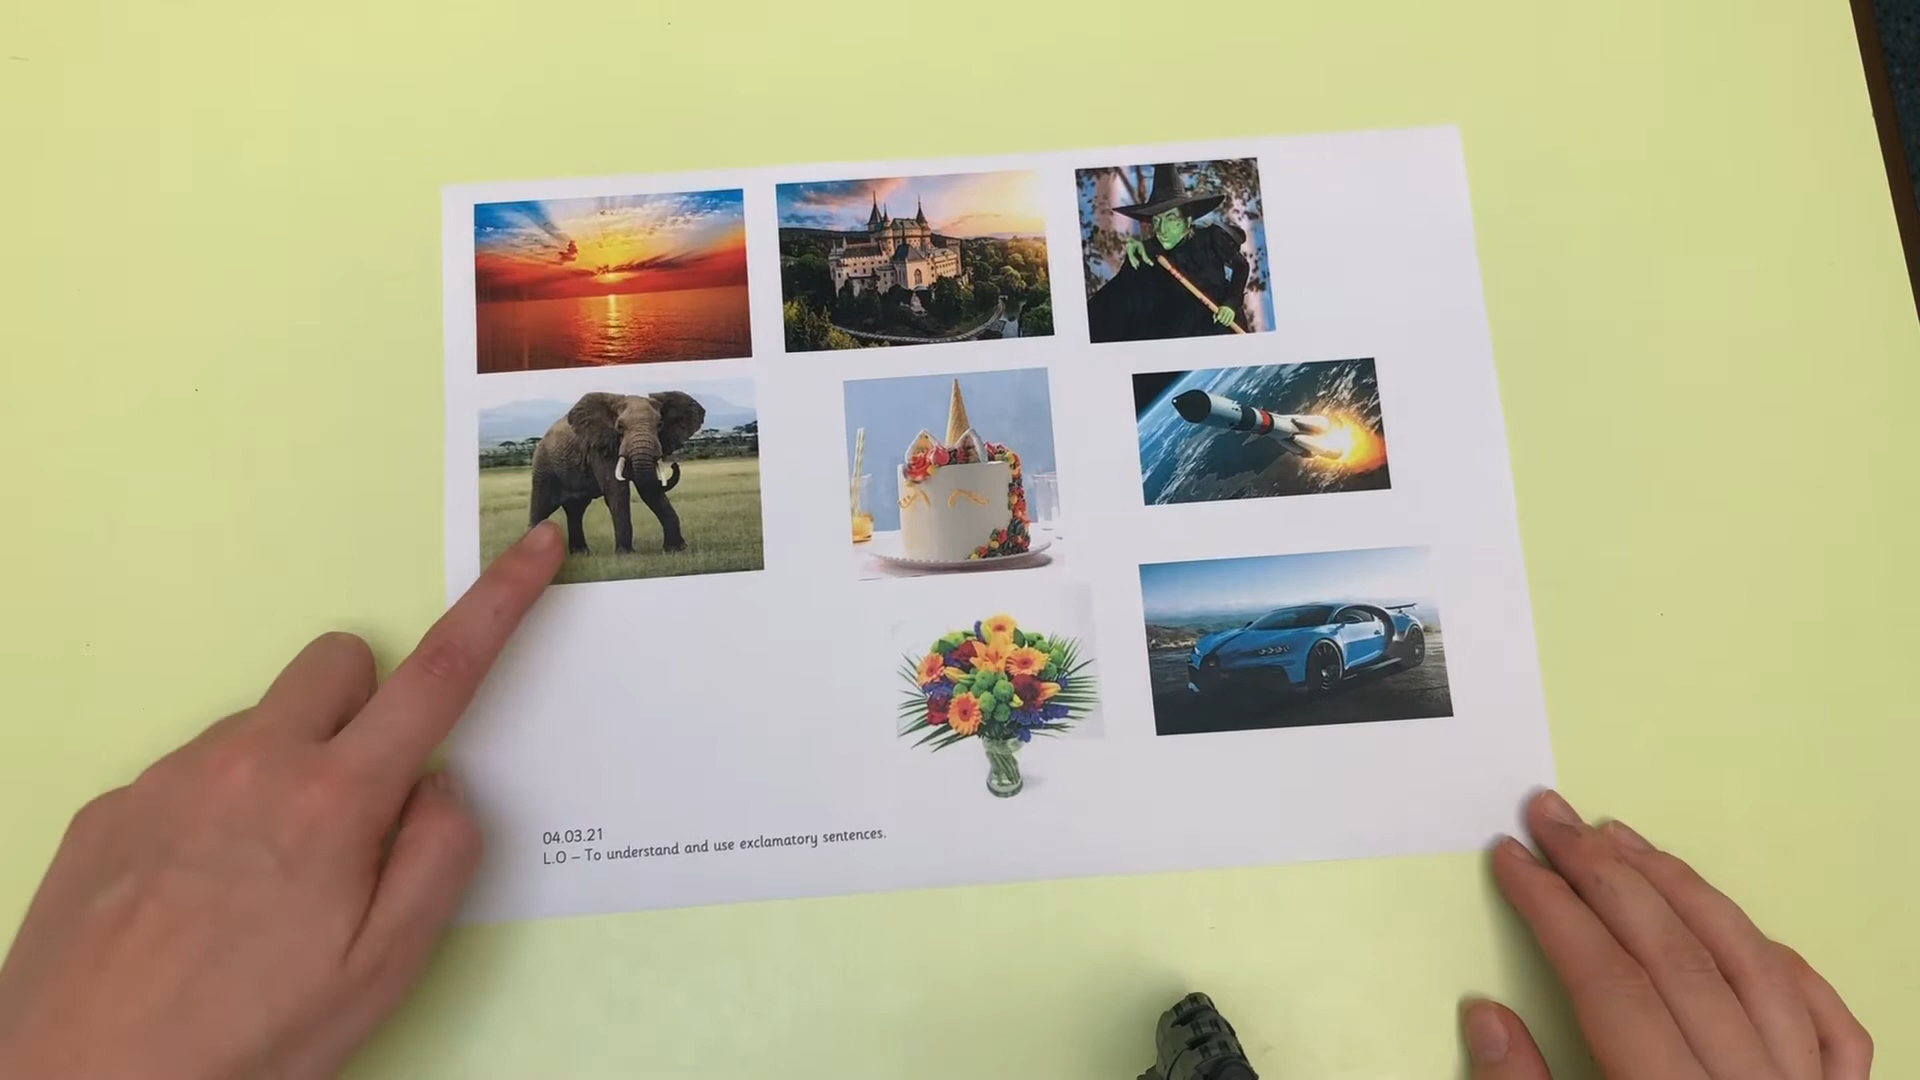 04.03.21
L.O – To understand and use exclamatory sentences.